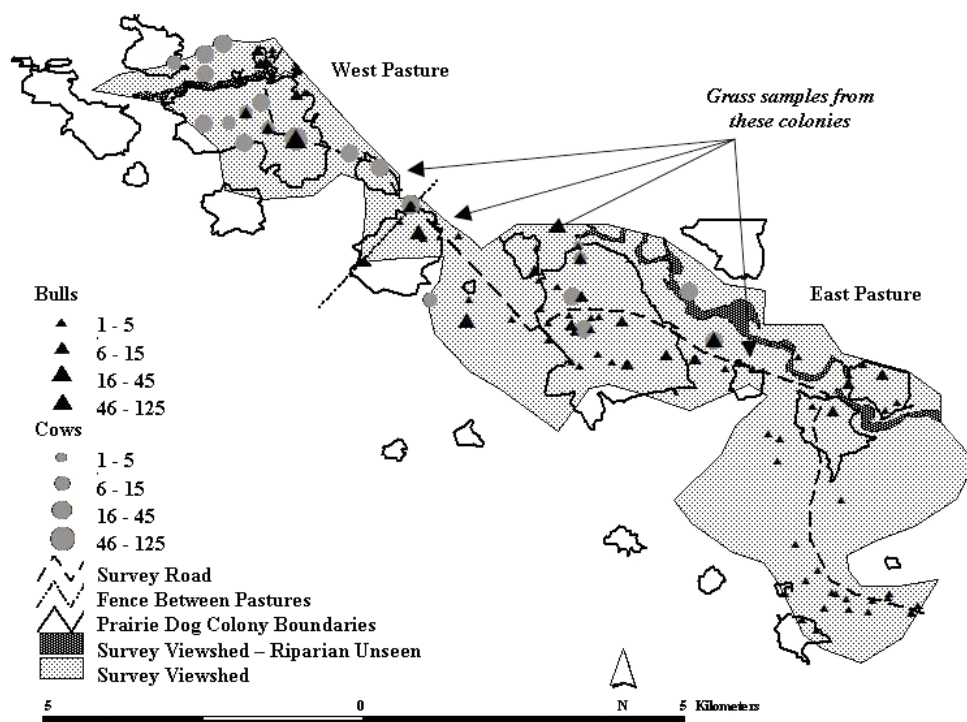 West Pasture
Grass samples from
these colonies
East Pasture
Bulls
1 - 5
6 - 15
16 - 45
46 - 125
Cows
1 - 5
6 - 15
16 - 45
46 - 125
Survey Road
Fence Between Pastures
Prairie Dog Colony Boundaries
Survey Viewshed – Riparian Unseen
Survey Viewshed
5 0 N 5 Kilometers